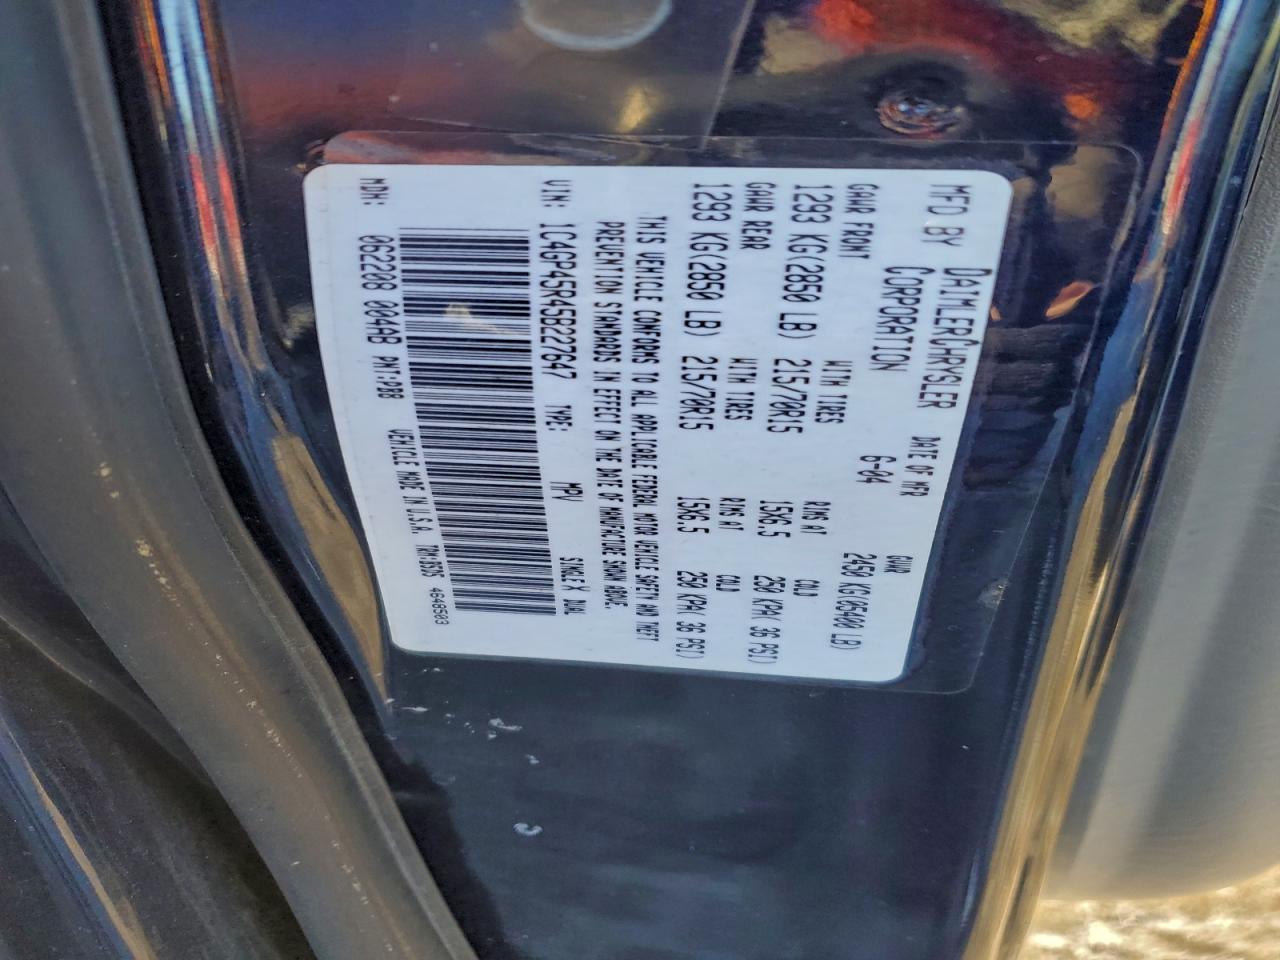 MFD BY DAIMLERCHRYSLER CORPORATION DATE OF MFR 6-04 GVWR 2450 KG(05400 LB)
GAWR FRONT WITH TIRES RIMS AT COLD
1293 KG(2850 LB) 215/70R15 15X6.5 250 KPA( 36 PSI)
GAWR REAR WITH TIRES RIMS AT COLD
1293 KG(2850 LB) 215/70R15 15X6.5 250 KPA( 36 PSI)
THIS VEHICLE CONFORMS TO ALL APPLICABLE FEDERAL MOTOR VEHICLE SAFETY AND THEFT
PREVENTION STANDARDS IN EFFECT ON THE DATE OF MANUFACTURE SHOWN ABOVE.
VIN: 1C4GP45R45B227647 TYPE: MPV SINGLE X DUAL
MDH: 062208 004AB PNT:PBB VEHICLE MADE IN U.S.A. 4648503